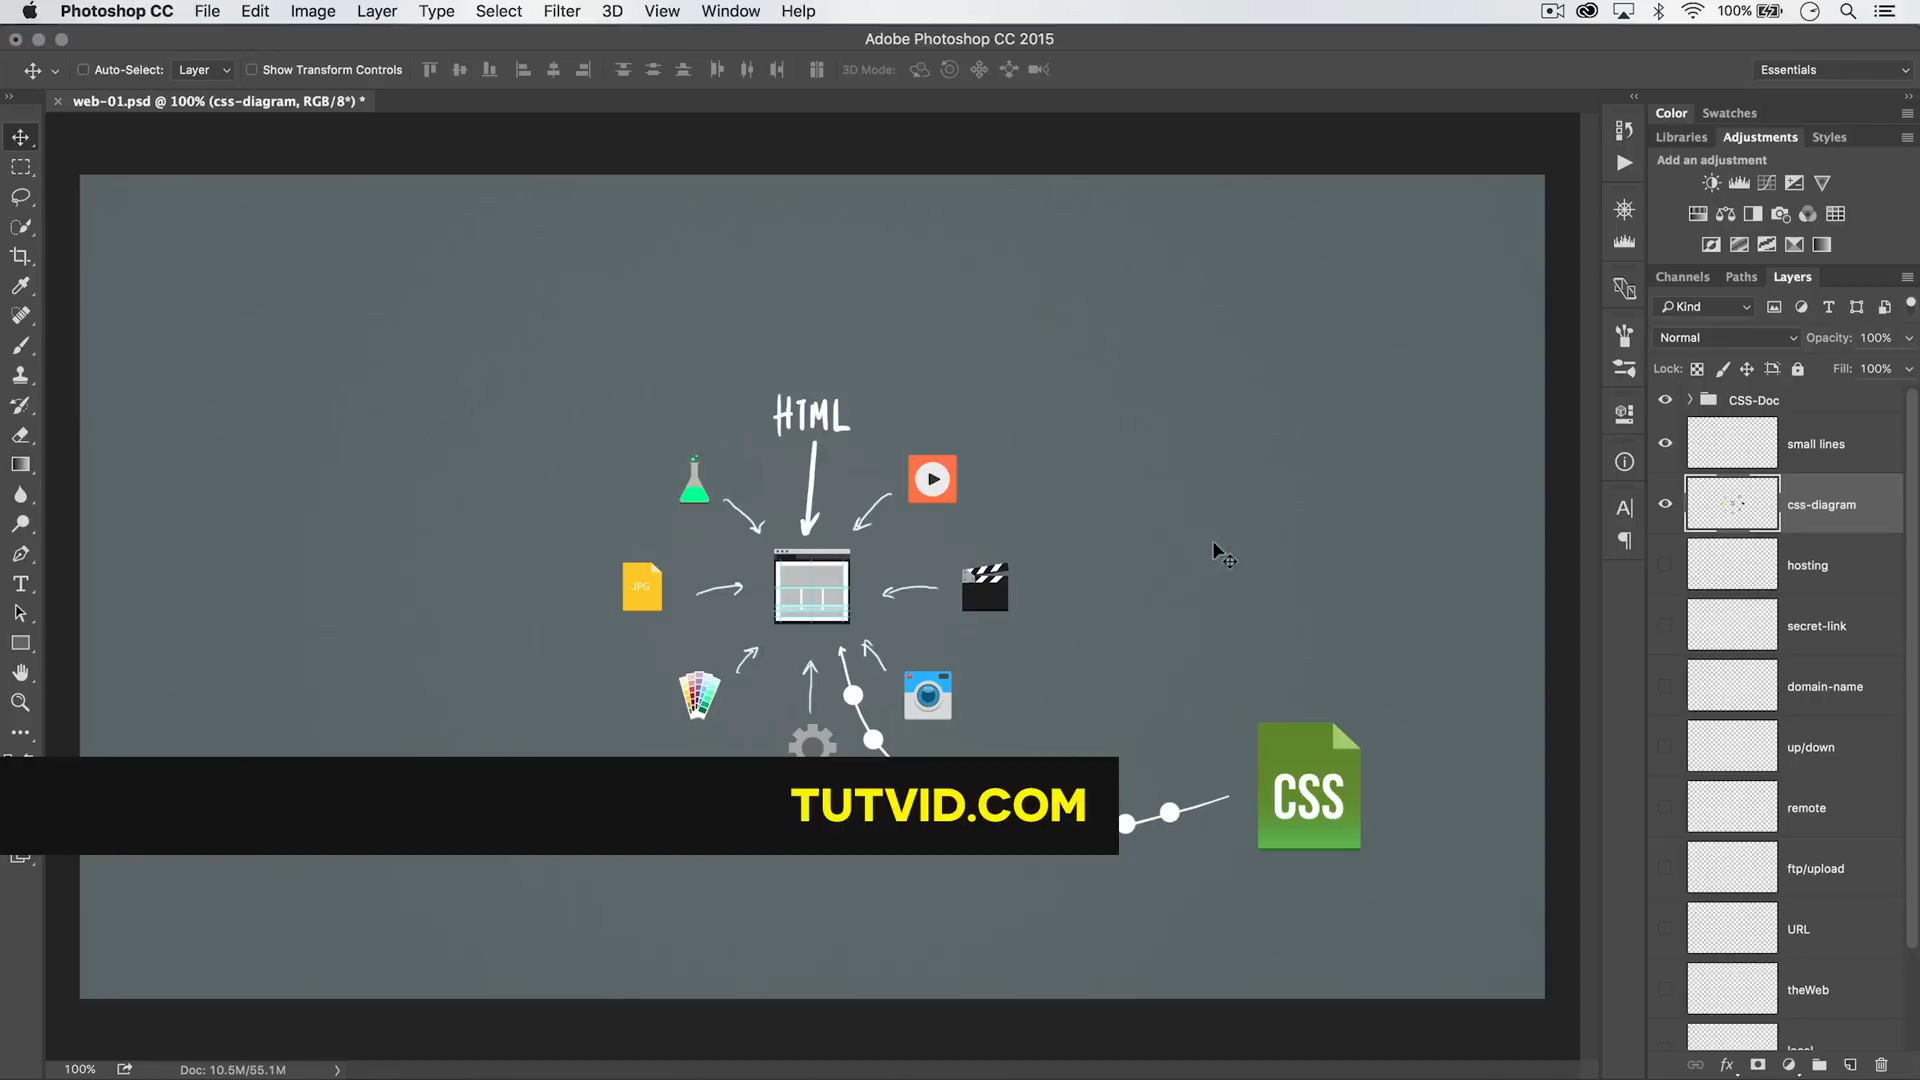 Photoshop CC File Edit Image Layer Type Select Filter 3D View Window Help 100%
Adobe Photoshop CC 2015
Auto-Select: Layer Show Transform Controls 3D Mode: Essentials
web-01.psd @ 100% (css-diagram, RGB/8*) *
Color Swatches
Libraries Adjustments Styles
Add an adjustment
Channels Paths Layers
Kind
Normal Opacity: 100%
Lock: Fill: 100%
CSS-Doc
small lines
css-diagram
hosting
secret-link
domain-name
up/down
remote
ftp/upload
URL
theWeb
HTML
JPG
CSS
TUTVID.COM
100% Doc: 10.5M/55.1M